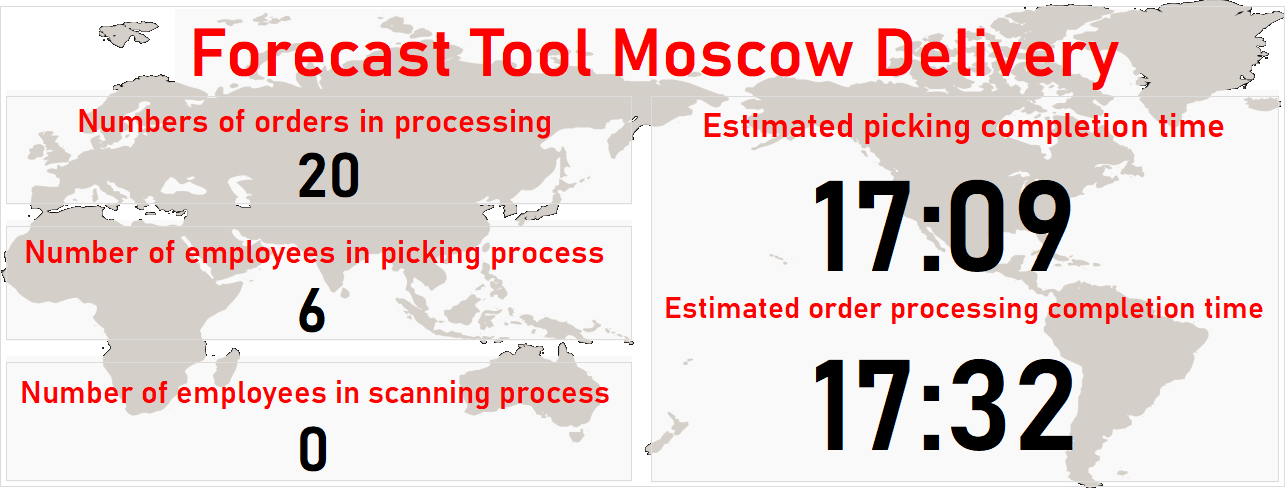 Forecast Tool Moscow Delivery
Numbers of orders in processing
20
Number of employees in picking process
6
Number of employees in scanning process
0
Estimated picking completion time
17:09
Estimated order processing completion time
17:32